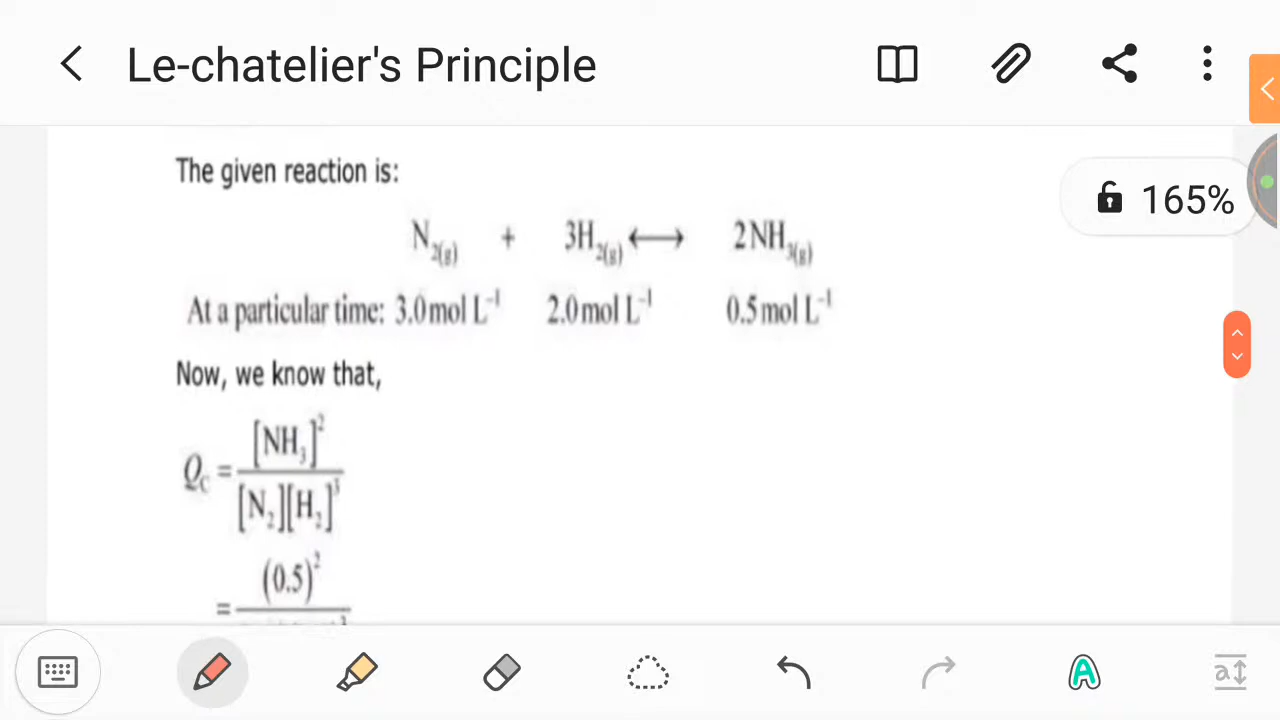 Le-chatelier's Principle
165%
The given reaction is:
N2(g) + 3H2(g) ⟷ 2NH3(g)
At a particular time: 3.0 mol L⁻¹ 2.0 mol L⁻¹ 0.5 mol L⁻¹
Now, we know that,
Qc = [NH3]² / [N2][H2]³
= (0.5)²
A
a